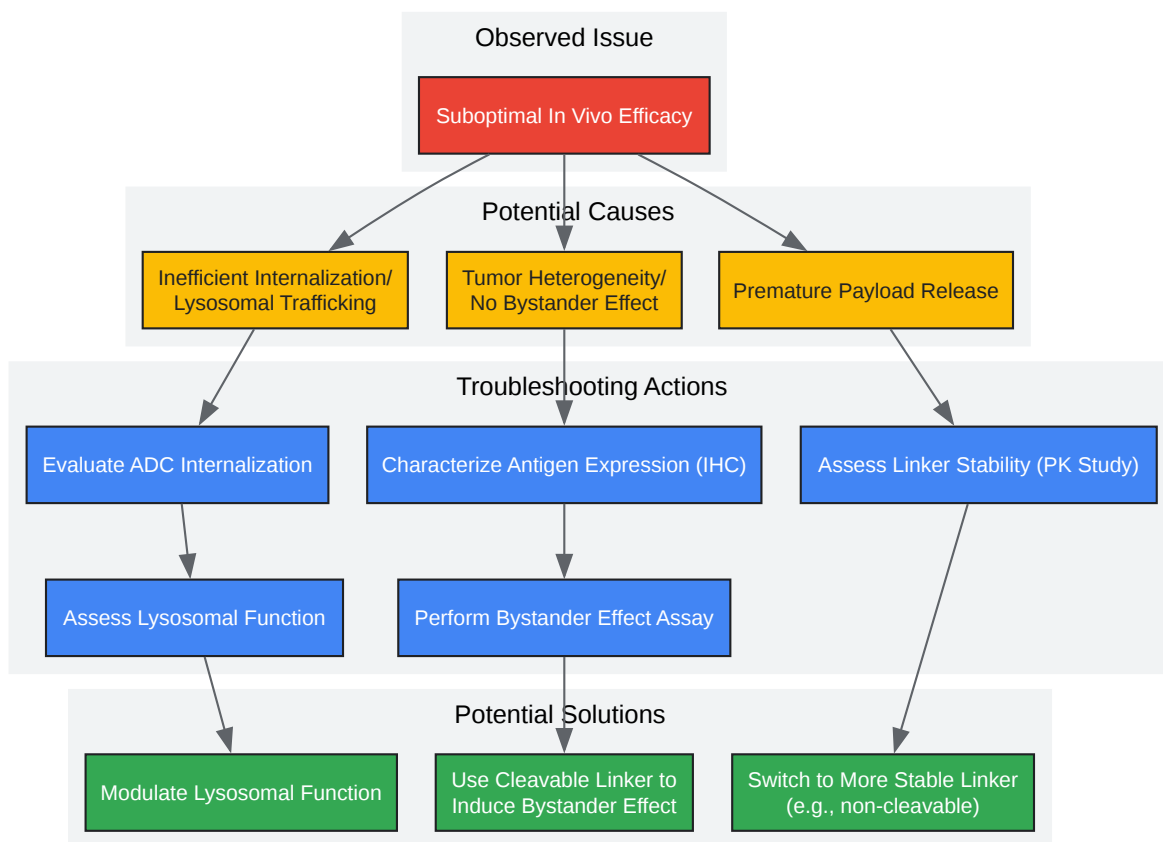 Observed Issue
Suboptimal In Vivo Efficacy
Potential Causes
Inefficient Internalization/
Lysosomal Trafficking
Tumor Heterogeneity/
No Bystander Effect
Premature Payload Release
Troubleshooting Actions
Evaluate ADC Internalization
Characterize Antigen Expression (IHC)
Assess Linker Stability (PK Study)
Assess Lysosomal Function
Perform Bystander Effect Assay
Potential Solutions
Modulate Lysosomal Function
Use Cleavable Linker to
Induce Bystander Effect
Switch to More Stable Linker
(e.g., non-cleavable)